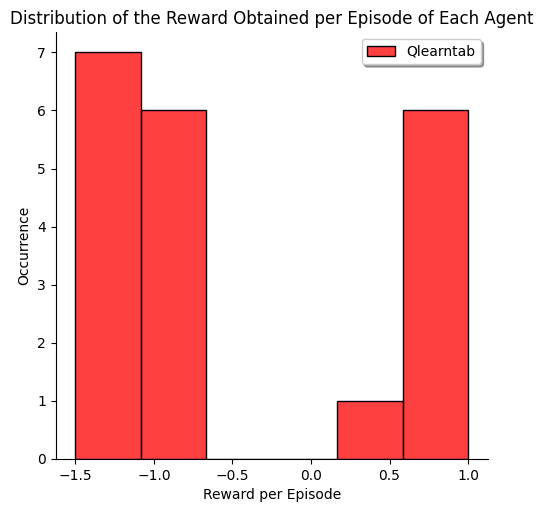 Distribution of the Reward Obtained per Episode of Each Agent
Qlearntab
7
6
5
4
3
2
1
0
Occurrence
−1.5 −1.0 −0.5 0.0 0.5 1.0
Reward per Episode